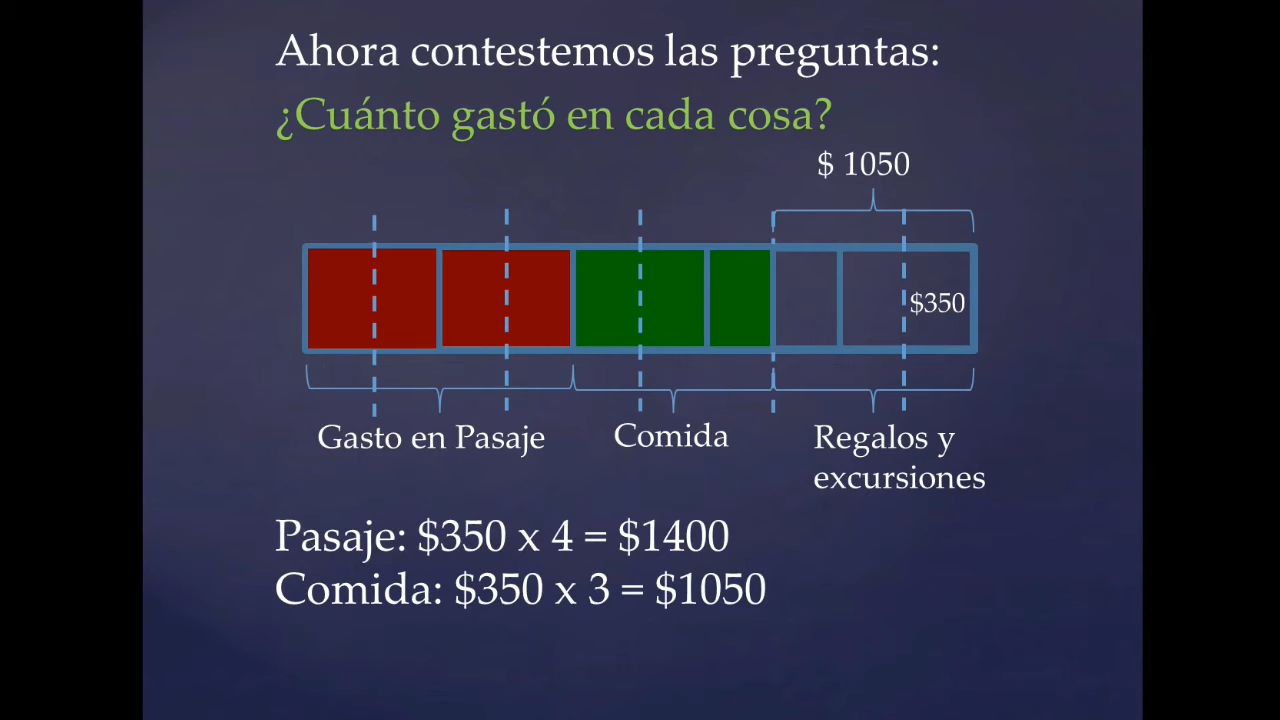 Ahora contestemos las preguntas:
¿Cuánto gastó en cada cosa?
$ 1050
$350
Gasto en Pasaje
Comida
Regalos y
excursiones
Pasaje: $350 x 4 = $1400
Comida: $350 x 3 = $1050